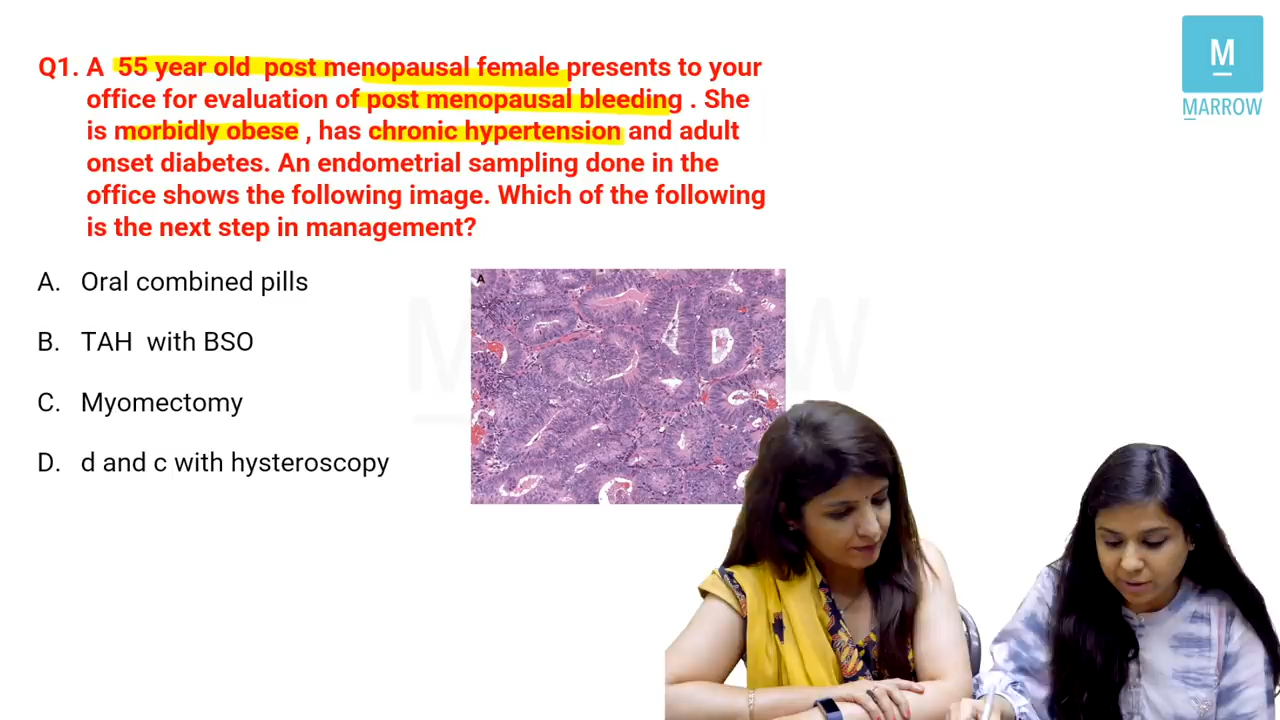 M
MARROW
Q1. A 55 year old post menopausal female presents to your
office for evaluation of post menopausal bleeding . She
is morbidly obese , has chronic hypertension and adult
onset diabetes. An endometrial sampling done in the
office shows the following image. Which of the following
is the next step in management?
A. Oral combined pills
B. TAH with BSO
C. Myomectomy
D. d and c with hysteroscopy
A
M W